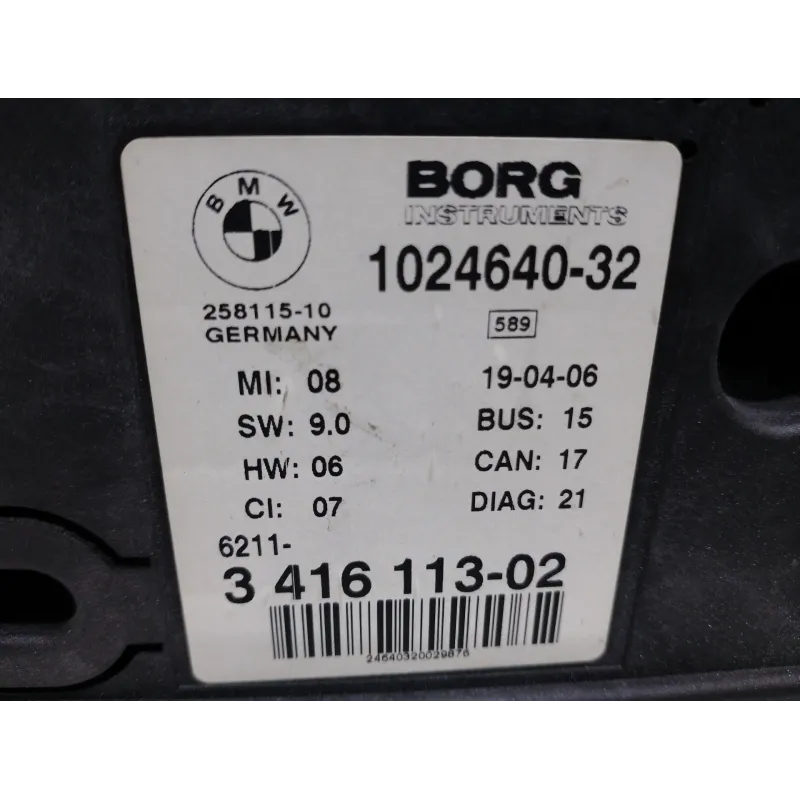 BMW
BORG
INSTRUMENTS
1024640-32
258115-10
GERMANY
589
MI: 08
19-04-06
SW: 9.0
BUS: 15
HW: 06
CAN: 17
CI: 07
DIAG: 21
6211-
3 416 113-02
24640320029876